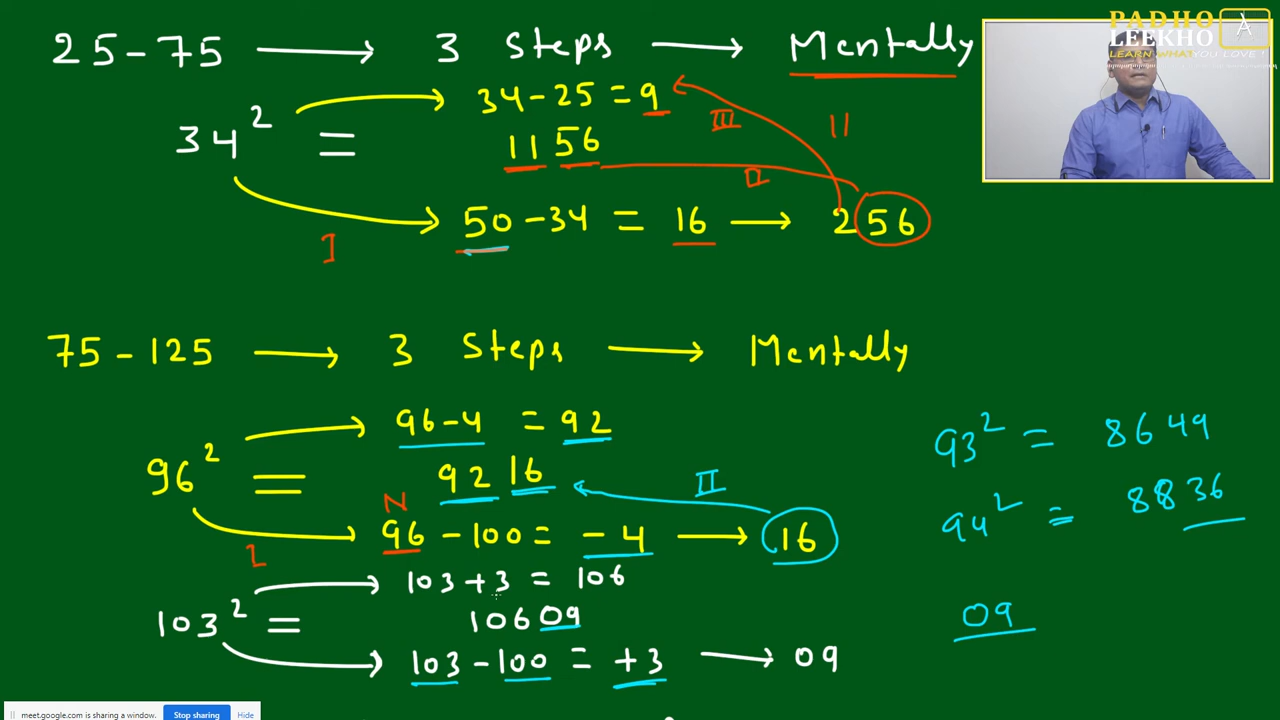 PADHO
LEEKHO
LEARN WHAT YOU LOVE !
25-75 → 3 Steps → Mentally
34-25 = 9
III
11
34² =
1156
II
50-34 = 16 → 256
I
75-125 → 3 Steps → Mentally
96-4 = 92
93² = 8649
96² =
9216
II
N
94² = 8836
96-100 = -4 → 16
I
103+3 = 106
103² =
10609
09
103-100 = +3 → 09
meet.google.com is sharing a window.
Stop sharing
Hide